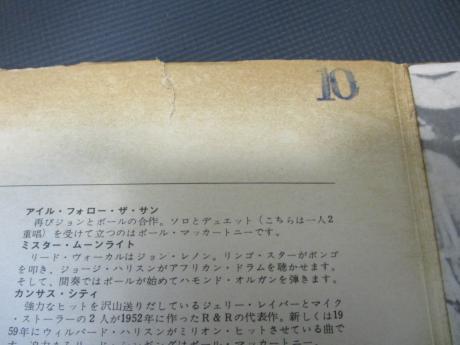 10
アイル・フォロー・ザ・サン
再びジョンとポールの合作。ソロとデュエット（こちらは一人2
重唱）を受けて立つのはポール・マッカートニーです。
ミスター・ムーンライト
リード・ヴォーカルはジョン・レノン。リンゴ・スターがボンゴ
を叩き、ジョージ・ハリスンがアフリカン・ドラムを聴かせます。
そして、間奏ではポールが始めてハモンド・オルガンを弾きます。
カンサス・シティ
強力なヒットを沢山送りだしているジェリー・レイバーとマイク
・ストーラーの2人が1952年に作ったR&Rの代表作。新しくは19
59年にウィルバード・ハリスンがミリオン・ヒットさせている曲で